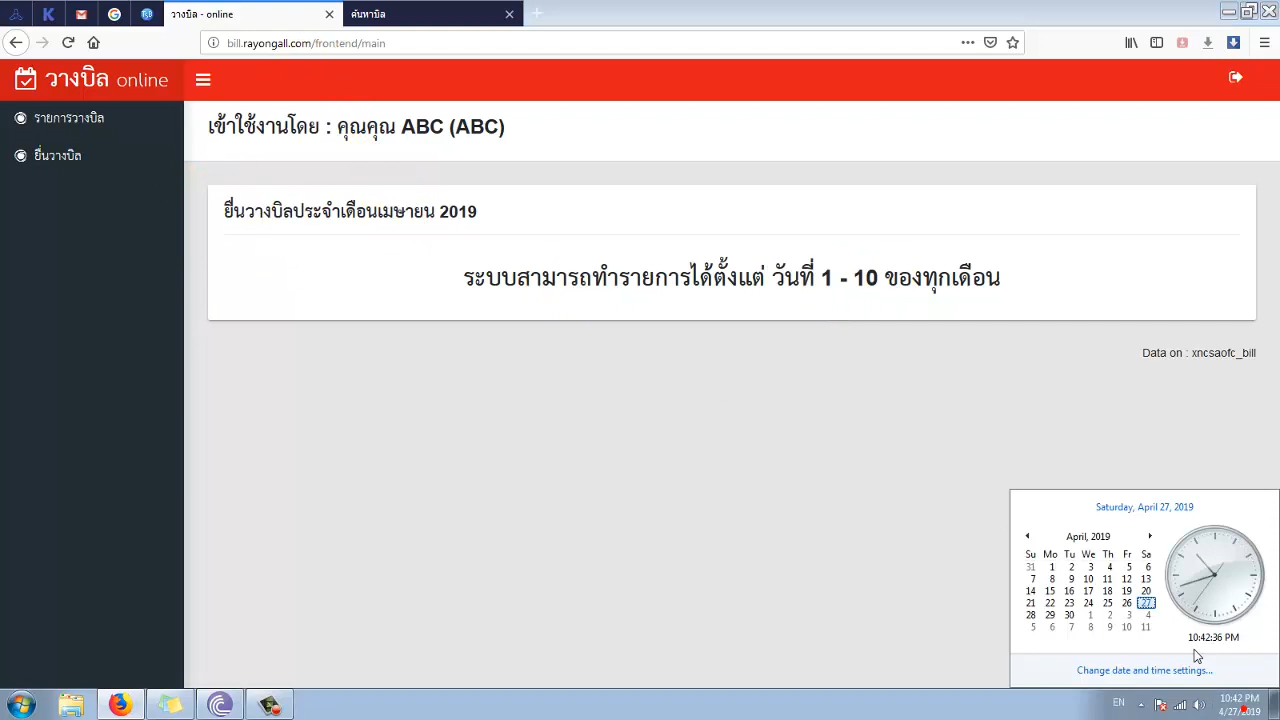 วางบิล - online
ค้นหาบิล
bill.rayongall.com/frontend/main
วางบิล online
รายการวางบิล
ยื่นวางบิล
เข้าใช้งานโดย : คุณคุณ ABC (ABC)
ยื่นวางบิลประจำเดือนเมษายน 2019
ระบบสามารถทำรายการได้ตั้งแต่ วันที่ 1 - 10 ของทุกเดือน
Data on : xncsaofc_bill
Saturday, April 27, 2019
April, 2019
Su Mo Tu We Th Fr Sa
31 1 2 3 4 5 6
7 8 9 10 11 12 13
14 15 16 17 18 19 20
21 22 23 24 25 26 27
28 29 30 1 2 3 4
5 6 7 8 9 10 11
10:42:36 PM
Change date and time settings...
EN
10:42 PM
4/27/2019